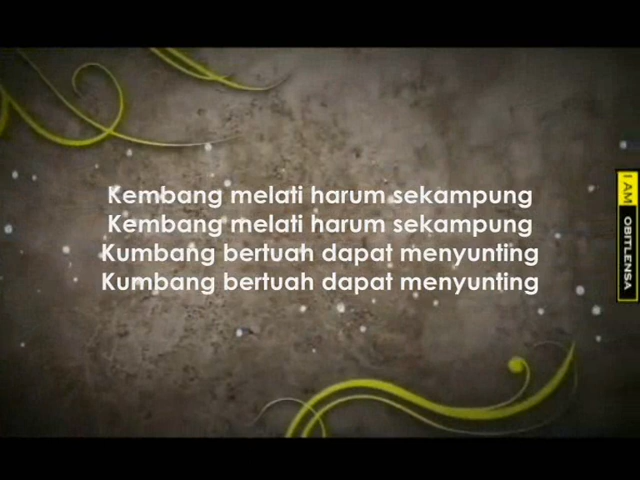 Kembang melati harum sekampung
Kembang melati harum sekampung
Kumbang bertuah dapat menyunting
Kumbang bertuah dapat menyunting
I AM OBITLENSA